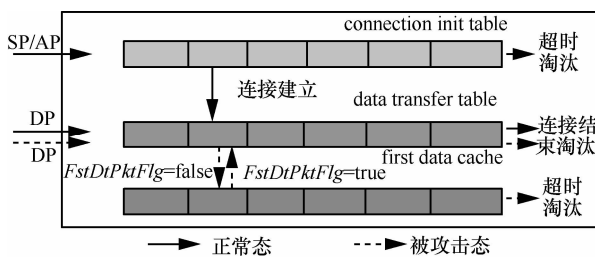 connection init table
SP/AP
超时
淘汰
连接建立
data transfer table
DP
DP
连接结
束淘汰
first data cache
FstDtPktFlg=false
FstDtPktFlg=true
超时
淘汰
正常态
被攻击态